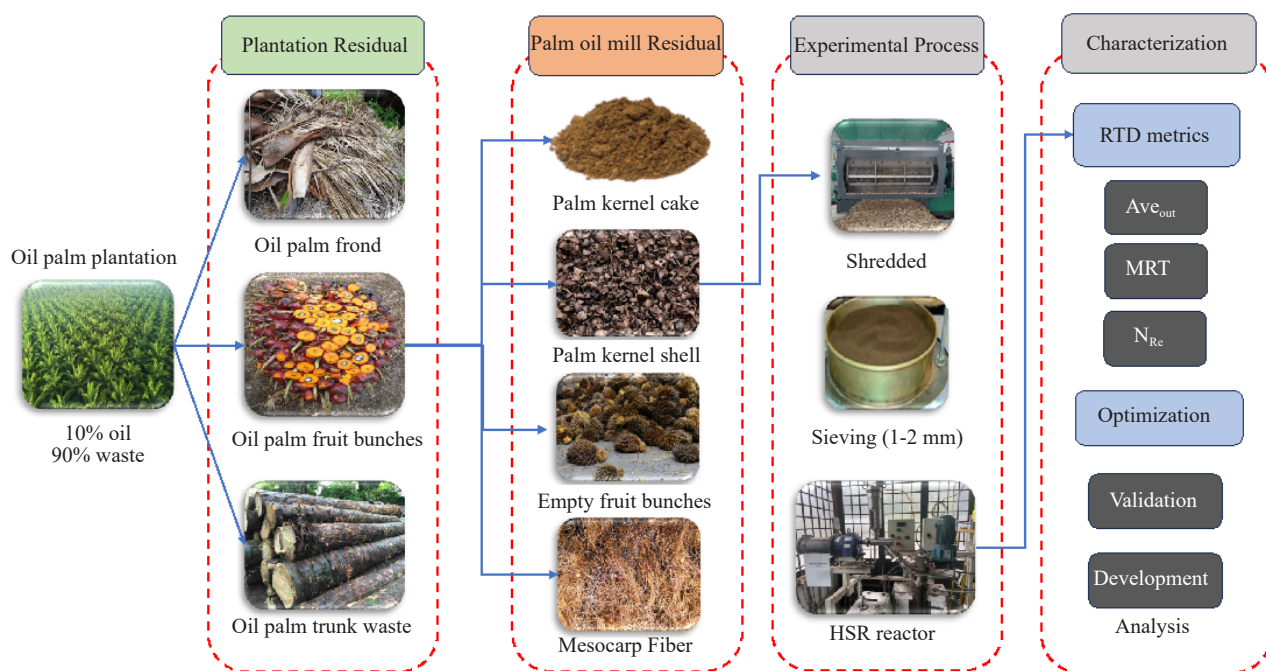 Plantation Residual
Palm oil mill Residual
Experimental Process
Characterization
Oil palm plantation
10% oil
90% waste
Oil palm frond
Oil palm fruit bunches
Oil palm trunk waste
Palm kernel cake
Palm kernel shell
Empty fruit bunches
Mesocarp Fiber
Shredded
Sieving (1-2 mm)
HSR reactor
RTD metrics
Ave_out
MRT
N_Re
Optimization
Validation
Development
Analysis